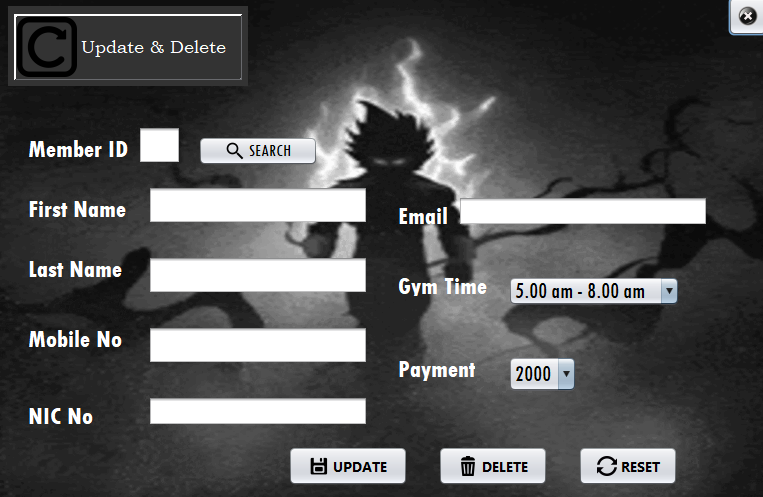 Update & Delete
Member ID
SEARCH
First Name
Email
Last Name
Gym Time
5.00 am - 8.00 am
Mobile No
Payment
2000
NIC No
UPDATE
DELETE
RESET